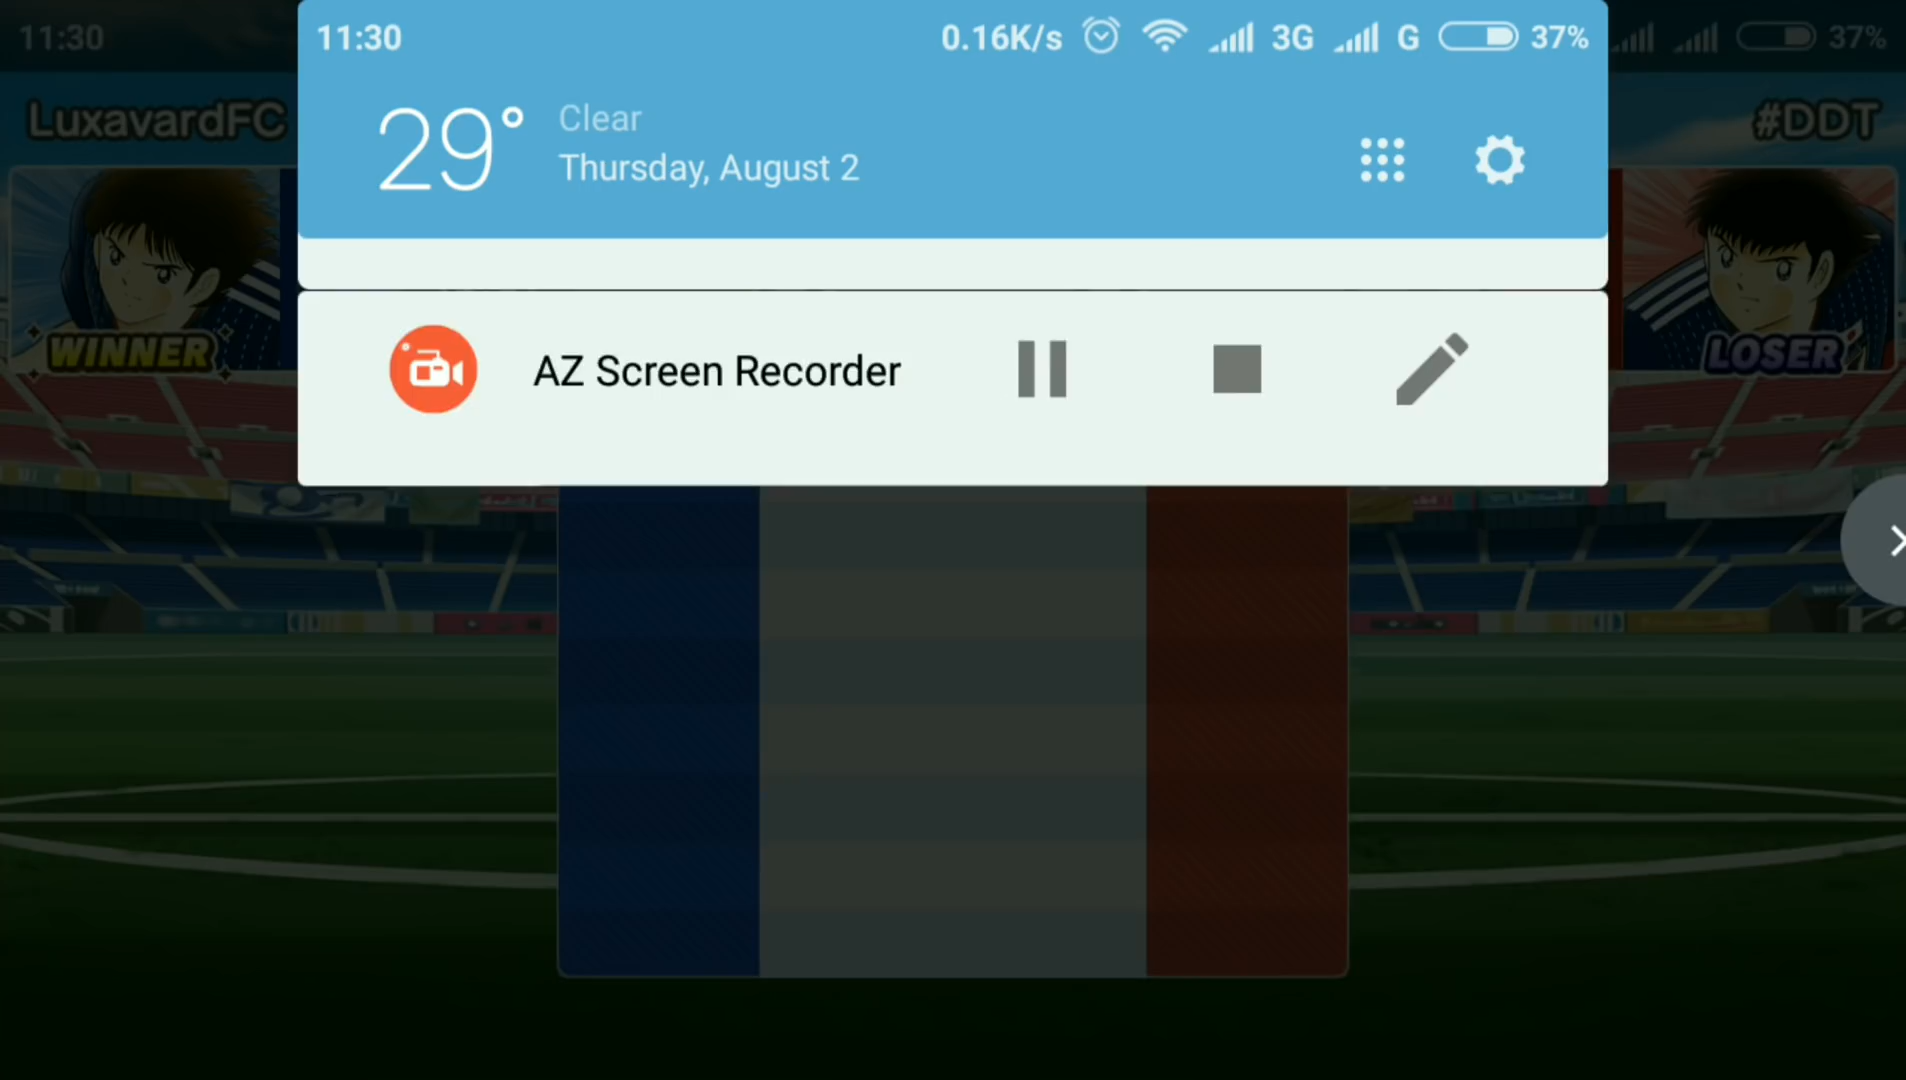 11:30
11:30
0.16K/s 3G G 37%
37%
29° Clear
Thursday, August 2
LuxavardFC
#DDT
WINNER
LOSER
AZ Screen Recorder